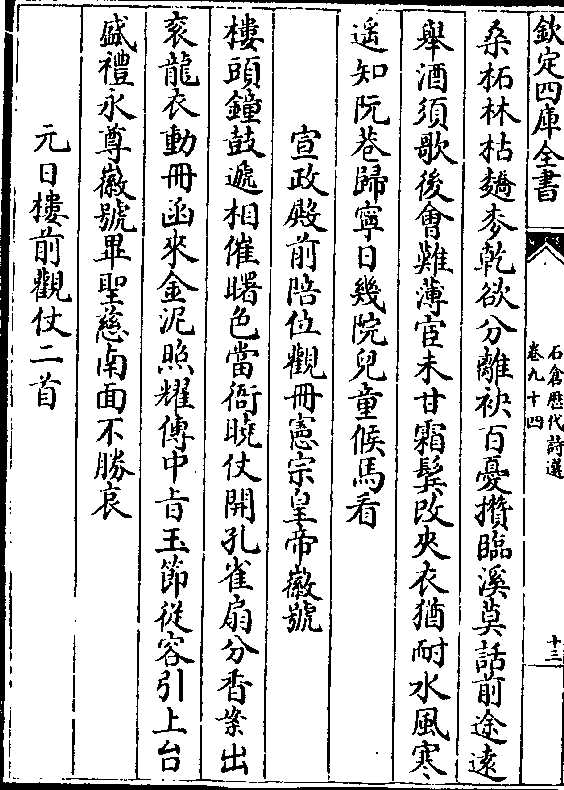 欽定四庫全書
石倉歷代詩選
卷九十四
十三
桑柘林枯蕎麥乾欲分離袂百憂攢臨溪莫話前途遠
舉酒須歌後會難薄宦未甘霜鬢改夾衣猶耐水風寒
遥知阮巷歸寧日幾院兒童候馬看
宣政殿前陪位觀冊憲宗皇帝徽號
樓頭鐘鼓遞相催曙色當衙曉仗開孔雀扇分香案出
衮龍衣動冊函來金泥照耀傳中旨玉節從容引上台
盛禮永尊徽號畢聖慈南面不勝哀
元日樓前觀仗二首